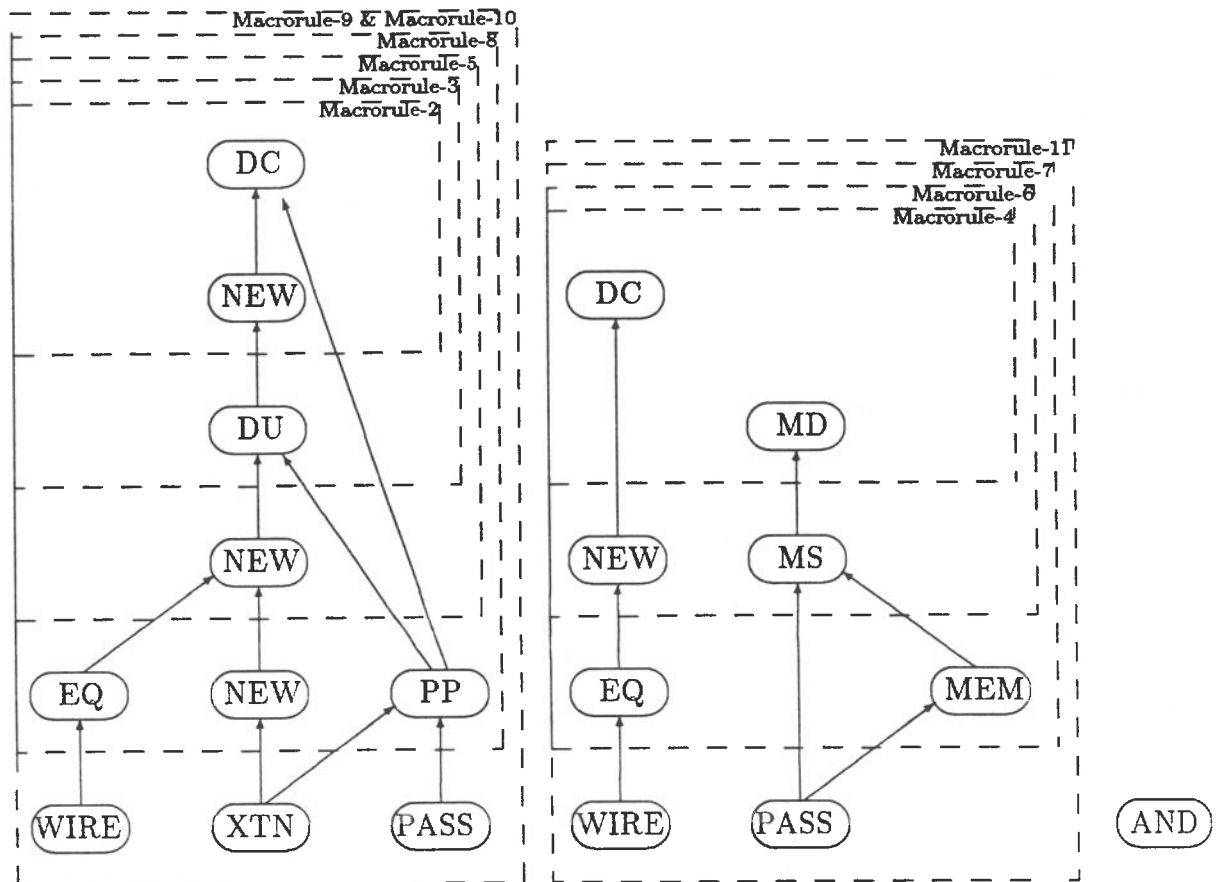 Macrorule-9 & Macrorule-10
Macrorule-8
Macrorule-5
Macrorule-3
Macrorule-2
DC
NEW
DU
NEW
EQ
NEW
PP
WIRE
XTN
PASS
Macrorule-11
Macrorule-7
Macrorule-6
Macrorule-4
DC
MD
NEW
MS
EQ
MEM
WIRE
PASS
AND